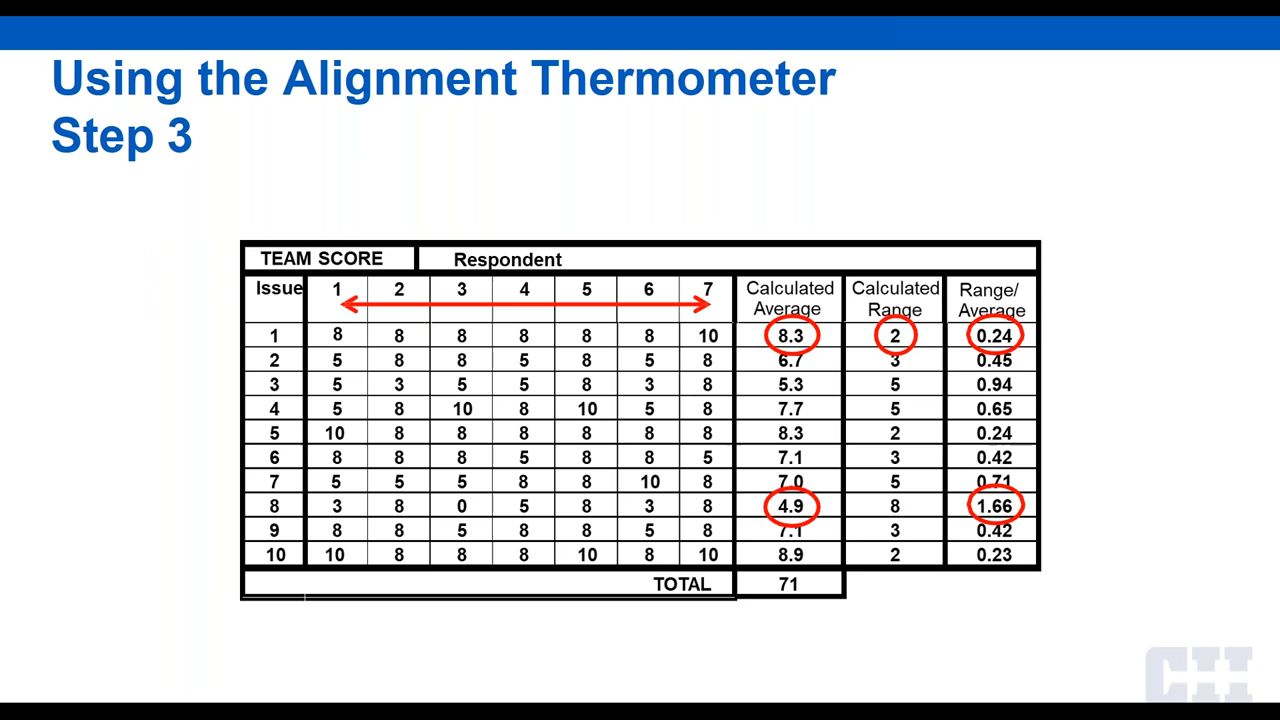 Using the Alignment Thermometer
Step 3
TEAM SCORE Respondent
Issue 1 2 3 4 5 6 7 Calculated Average Calculated Range Range/ Average
1 8 8 8 8 8 8 10 8.3 2 0.24
2 5 8 8 5 8 5 8 6.7 3 0.45
3 5 3 5 5 8 3 8 5.3 5 0.94
4 5 8 10 8 10 5 8 7.7 5 0.65
5 10 8 8 8 8 8 8 8.3 2 0.24
6 8 8 8 5 8 8 5 7.1 3 0.42
7 5 5 5 8 8 10 8 7.0 5 0.71
8 3 8 0 5 8 3 8 4.9 8 1.66
9 8 8 5 8 8 5 8 7.1 3 0.42
10 10 8 8 8 10 8 10 8.9 2 0.23
TOTAL 71
CII